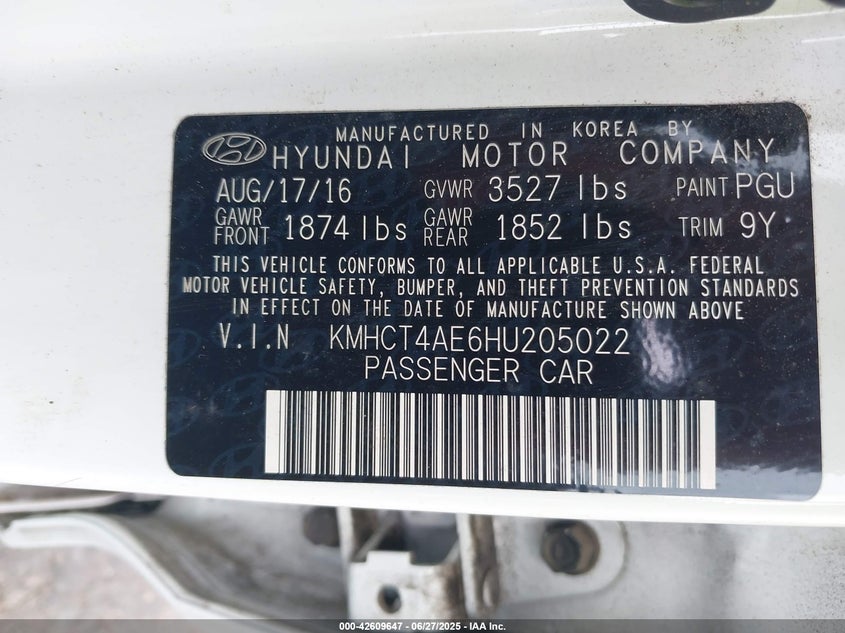 MANUFACTURED IN KOREA BY
HYUNDAI MOTOR COMPANY
AUG/17/16 GVWR 3527 lbs PAINT PGU
GAWR FRONT 1874 lbs GAWR REAR 1852 lbs TRIM 9Y
THIS VEHICLE CONFORMS TO ALL APPLICABLE U.S.A. FEDERAL
MOTOR VEHICLE SAFETY, BUMPER, AND THEFT PREVENTION STANDARDS
IN EFFECT ON THE DATE OF MANUFACTURE SHOWN ABOVE
V.I.N KMHCT4AE6HU205022
PASSENGER CAR
000-42609647 - 06/27/2025 - IAA Inc.